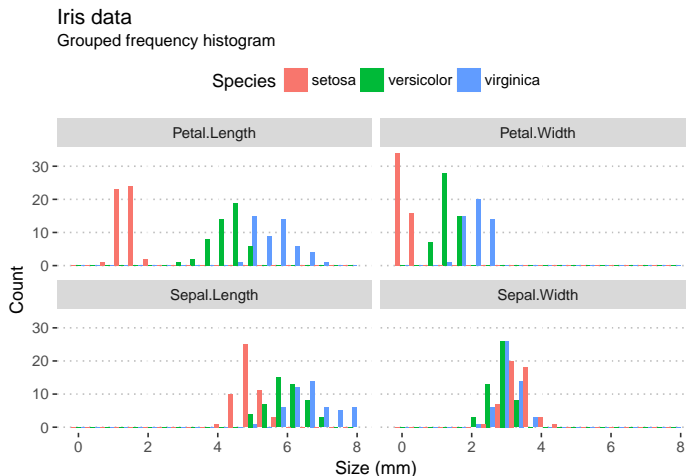 Iris data
Grouped frequency histogram
Species setosa versicolor virginica
Petal.Length Petal.Width
30
20
10
0
Sepal.Length Sepal.Width
30
20
10
0
0 2 4 6 8 0 2 4 6 8
Count
Size (mm)